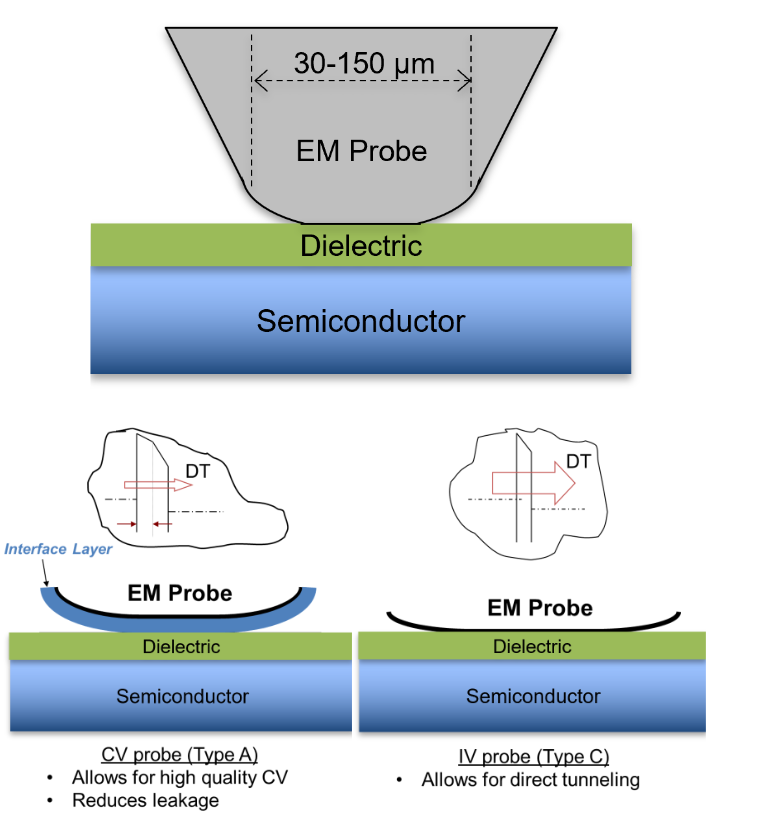 30-150 µm
EM Probe
Dielectric
Semiconductor
DT
DT
Interface Layer
EM Probe
EM Probe
Dielectric
Dielectric
Semiconductor
Semiconductor
CV probe (Type A)
• Allows for high quality CV
• Reduces leakage
IV probe (Type C)
• Allows for direct tunneling